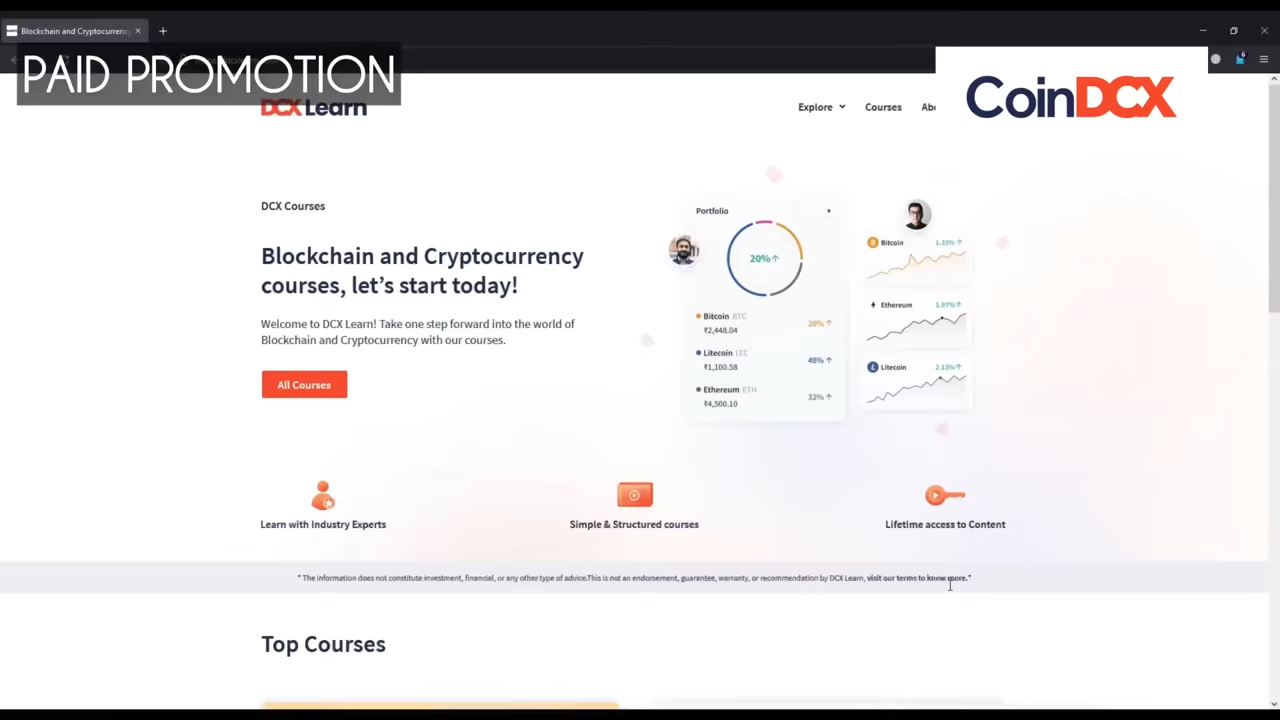 Blockchain and Cryptocurrency
PAID PROMOTION
CoinDCX
DCX Learn
Explore
Courses
DCX Courses
Blockchain and Cryptocurrency
courses, let's start today!
Welcome to DCX Learn! Take one step forward into the world of
Blockchain and Cryptocurrency with our courses.
All Courses
Portfolio
20%↑
Bitcoin BTC
₹2,448.04
20% ↑
Litecoin LTC
₹1,100.58
48% ↑
Ethereum ETH
₹4,500.10
32% ↑
Bitcoin 1.33%↑
Ethereum 1.97%↑
Litecoin 2.13%↑
Learn with Industry Experts
Simple & Structured courses
Lifetime access to Content
* The information does not constitute investment, financial, or any other type of advice.This is not an endorsement, guarantee, warranty, or recommendation by DCX Learn, visit our terms to know more.*
Top Courses